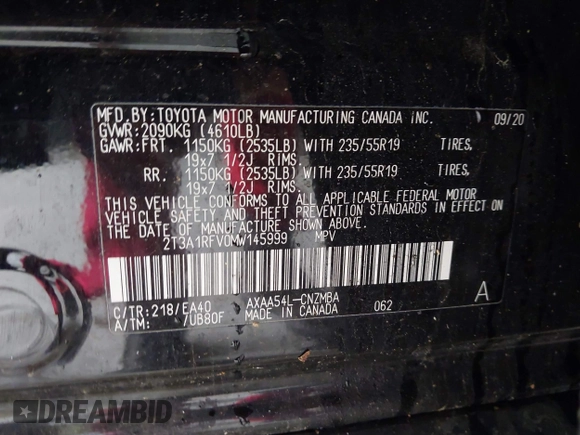 MFD.BY:TOYOTA MOTOR MANUFACTURING CANADA INC. 09/20
GVWR:2090KG (4610LB)
GAWR:FRT. 1150KG (2535LB) WITH 235/55R19 TIRES.
19x7 1/2J RIMS.
RR. 1150KG (2535LB) WITH 235/55R19 TIRES.
19x7 1/2J RIMS.
THIS VEHICLE CONFORMS TO ALL APPLICABLE FEDERAL MOTOR
VEHICLE SAFETY AND THEFT PREVENTION STANDARDS IN EFFECT ON
THE DATE OF MANUFACTURE SHOWN ABOVE.
2T3A1RFV0MW145999 MPV
C/TR:218/EA40 AXAA54L-CNZMBA A
A/TM: /UB80F MADE IN CANADA 062
DREAMBID